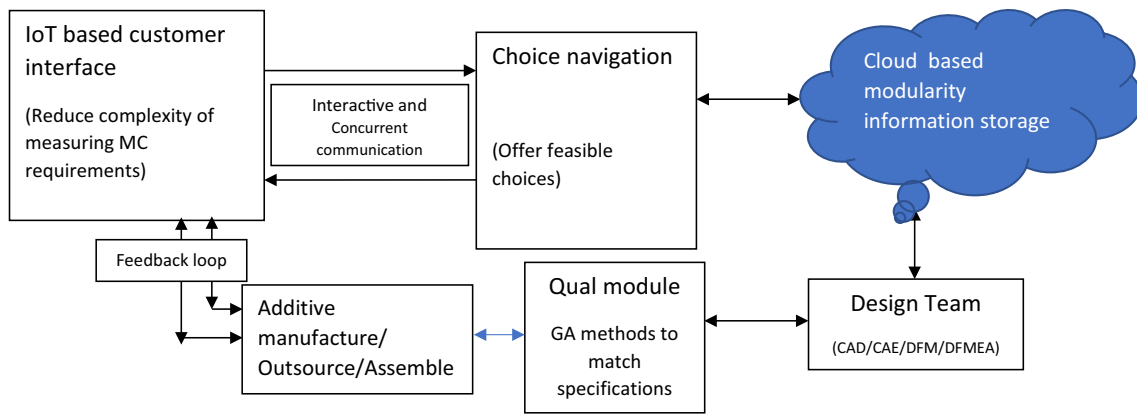 IoT based customer
interface
(Reduce complexity of
measuring MC
requirements)
Interactive and
Concurrent
communication
Choice navigation
(Offer feasible
choices)
Cloud based
modularity
information storage
Feedback loop
Additive
manufacture/
Outsource/Assemble
Qual module
GA methods to
match
specifications
Design Team
(CAD/CAE/DFM/DFMEA)